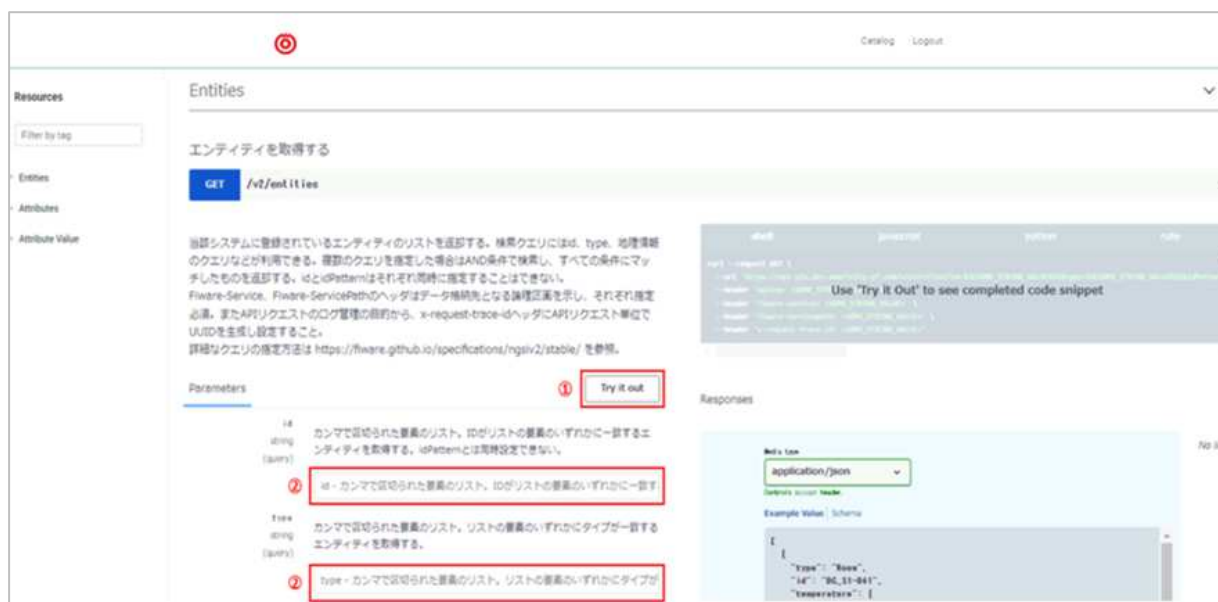 Catalog Logout
Resources
Filter by tag
Entities
Attributes
Attribute Value
Entities
エンティティを取得する
GET /v2/entities
当該システムに登録されているエンティティのリストを返却する。検索クエリにはid、type、地理情報
のクエリなどが利用できる。複数のクエリを指定した場合はAND条件で検索し、すべての条件にマッ
チしたものを返却する。idとidPatternはそれぞれ同時に指定することはできない。
Fiware-Service、Fiware-ServicePathのヘッダはデータ格納先となる論理区画を示し、それぞれ指定
必須。またAPIリクエストのログ管理の目的から、x-request-trace-idヘッダにAPIリクエスト単位で
UUIDを生成し設定すること。
詳細なクエリの指定方法は https://fiware.github.io/specifications/ngsiv2/stable/ を参照。
Parameters
① Try it out
id
string
(query)
カンマで区切られた要素のリスト。IDがリストの要素のいずれかに一致するエ
ンティティを取得する。idPatternとは同時設定できない。
② id - カンマで区切られた要素のリスト。IDがリストの要素のいずれかに一致す
type
string
(query)
カンマで区切られた要素のリスト。リストの要素のいずれかにタイプが一致する
エンティティを取得する。
② type - カンマで区切られた要素のリスト。リストの要素のいずれかにタイプが
shell javascript python ruby
Use 'Try it Out' to see completed code snippet
Responses
Media type
application/json
Controls accept header.
Example Value Schema
[
[
"type": "Room",
"temperature": [